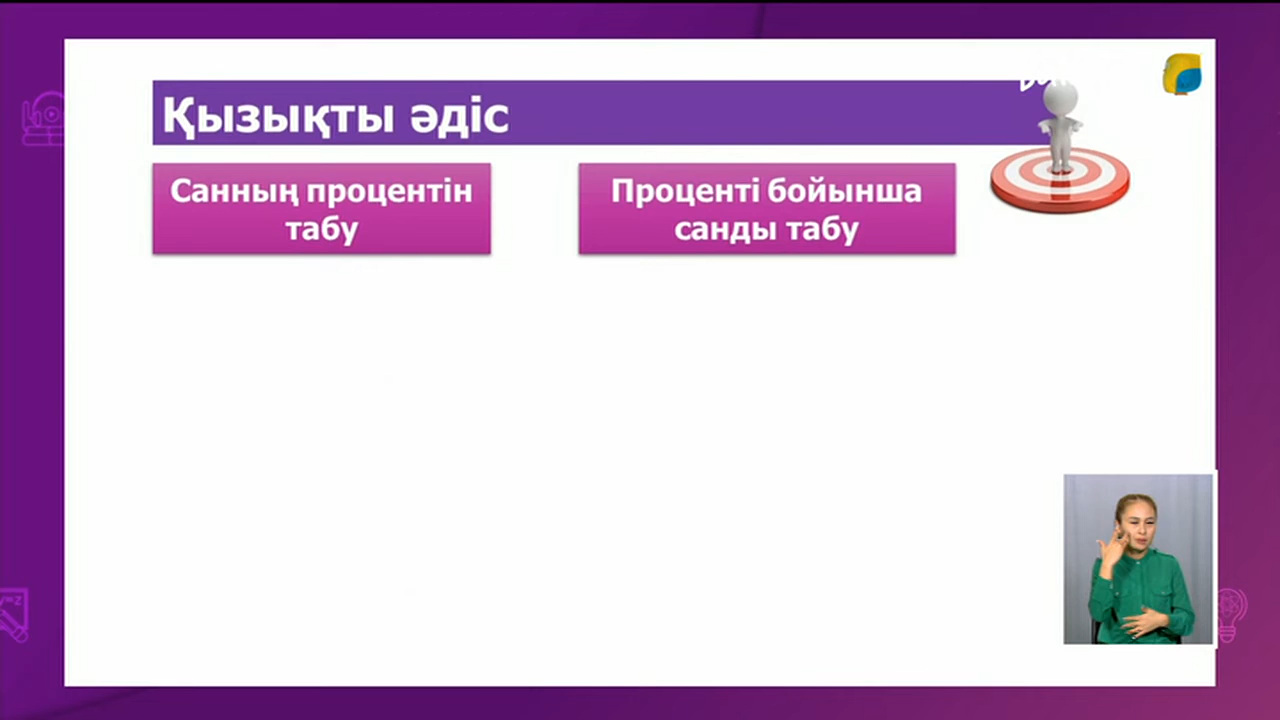 Қызықты әдіс
Санның процентін
табу
Проценті бойынша
санды табу